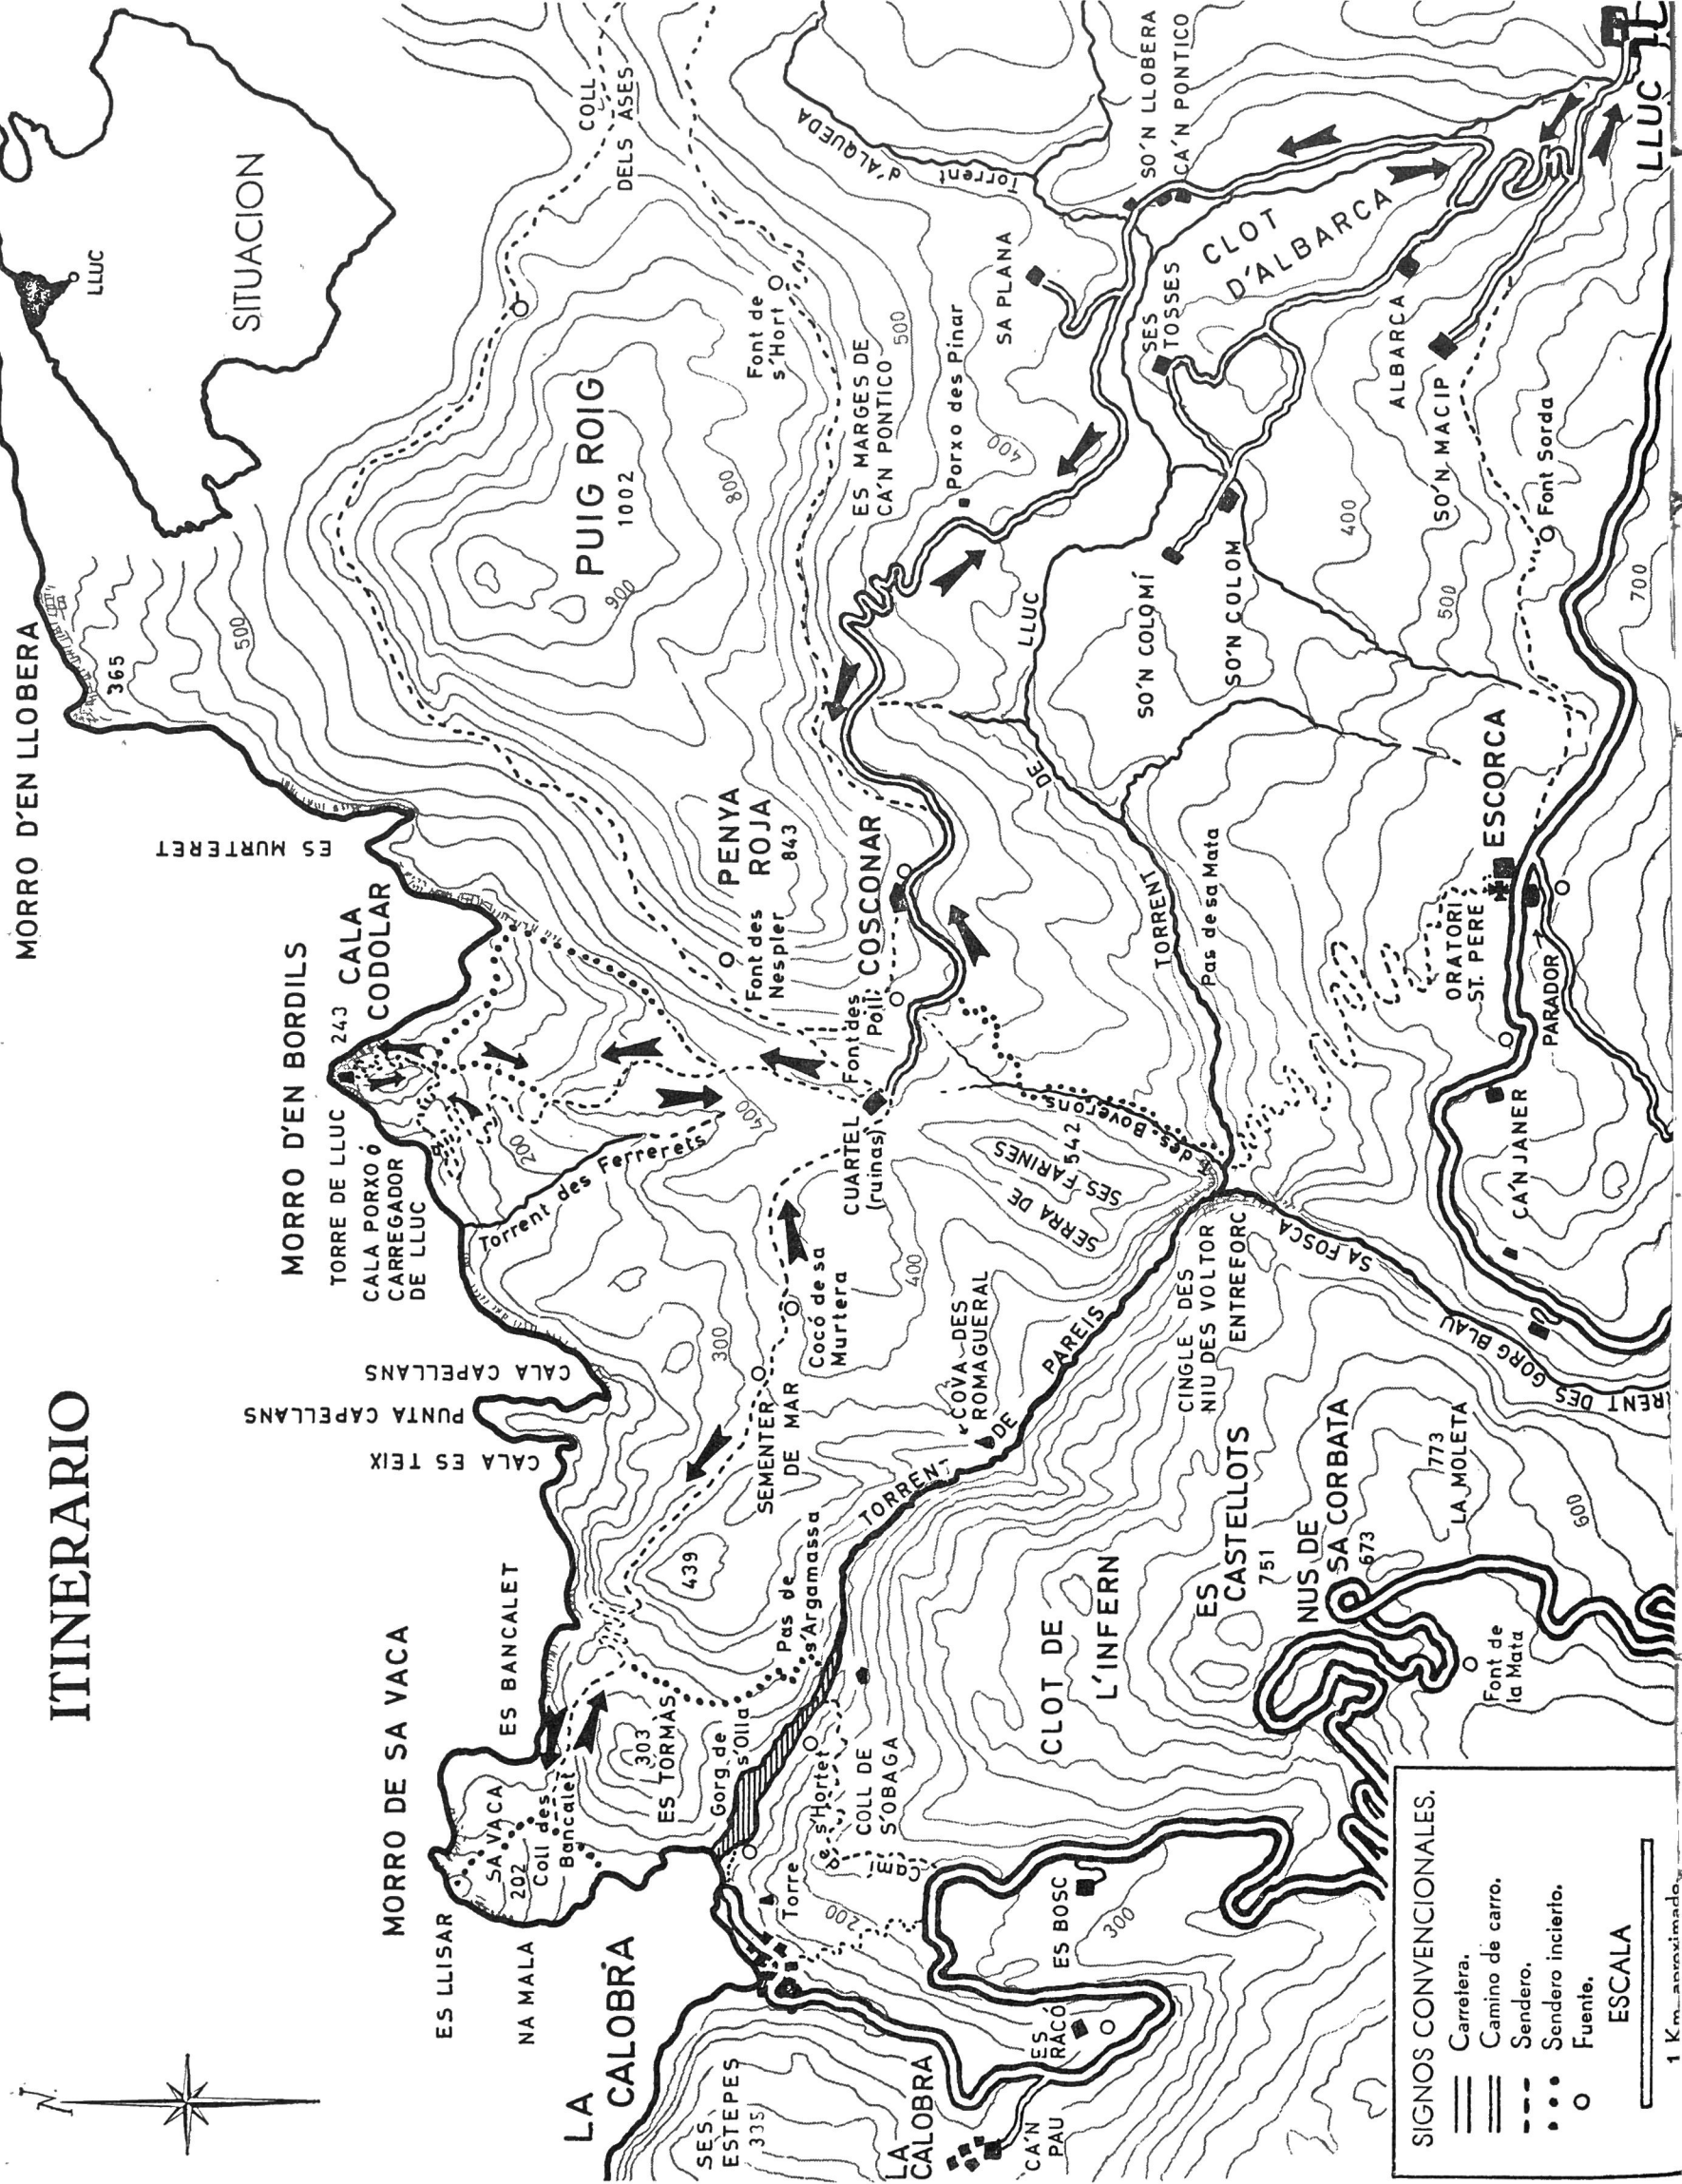 ITINERARIO
N
MORRO D'EN LLOBERA
SITUACION
LLUC
365
500
ES MURTERET
MORRO D'EN BORDILS
TORRE DE LLUC 243
CALA PORXO Ó
CARREGADOR
DE LLUC
CALA
CODOLAR
COLL
DELS ASES
PUIG ROIG
1002
900
800
Font de
s'Hort
ES MARGES DE
CA'N PONTICO
500
Porxo des Pinar
400
SA PLANA
Torrent d'ALQUEDA
SO'N LLOBERA
CA'N PONTICO
CLOT
D'ALBARCA
SES
TOSSES
ALBARCA
SO'N MACIP
Font Sorda
LLUC
PENYA
ROJA
843
Font des
Nespler
COSCONAR
Font des
Poll
CUARTEL
(ruinas)
200
400
Torrent des Ferrerets
CALA CAPELLANS
PUNTA CAPELLANS
CALA ES TEIX
300
SEMENTER
DE MAR
Cocó de sa
Murtera
400
SERRA DE
SES FARINES
542
T. des Boverons
TORRENT DE LLUC
Pas de sa Mata
SO'N COLOMÍ
SO'N COLOM
400
500
700
ESCORCA
ORATORI
ST. PERE
PARADOR
CA'N JANER
COVA DES
ROMAGUERAL
TORRENT DE PAREIS
CINGLE DES
NIU DES VOLTOR
ENTREFORC
SA FOSCA
RENT DES GORG BLAU
MORRO DE SA VACA
ES BANCALET
439
Pas de
s'Argamassa
303
ES TORMÀS
Gorg de
s'Olla
SA VACA
202
Coll des
Bancalet
ES LLISAR
NA MALA
LA
CALOBRA
Torre
s'Hortet
COLL DE
S'OBAGA
200
CLOT DE
L'INFERN
ES
CASTELLOTS
751
NUS DE
SA CORBATA
673
773
LA MOLETA
600
Font de
la Mata
ES BOSC
300
ES
RACÓ
SES
ESTEPES
335
LA
CALOBRA
CA'N
PAU
SIGNOS CONVENCIONALES.
Carretera.
Camino de carro.
Sendero.
Sendero incierio.
Fuente.
ESCALA
1 Km. aproximado.